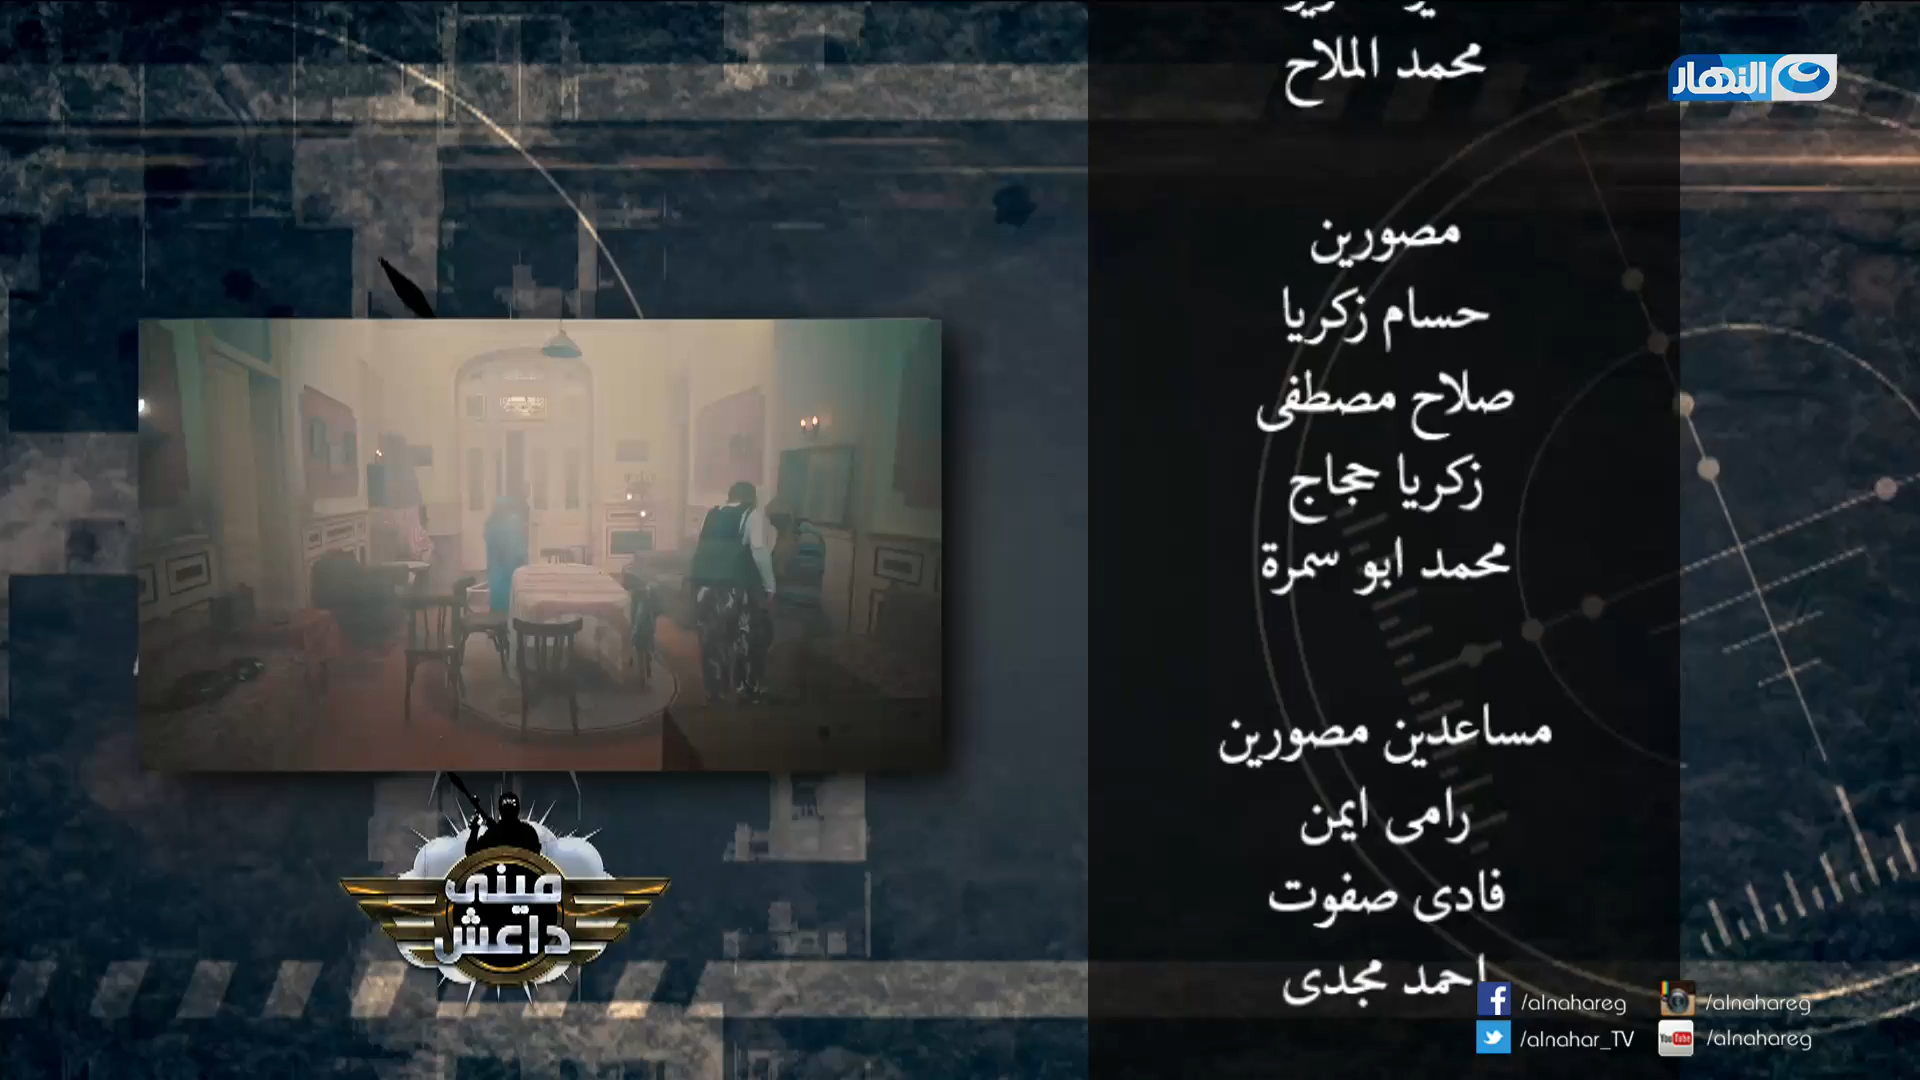 محمد الملاح
النهار
مصورين
حسام زكريا
صلاح مصطفى
زكريا حجاج
محمد ابو سمرة
مساعدين مصورين
رامى ايمن
فادى صفوت
احمد مجدى
ميني
داعش
/alnahareg
/alnahareg
/alnahar_TV
/alnahareg